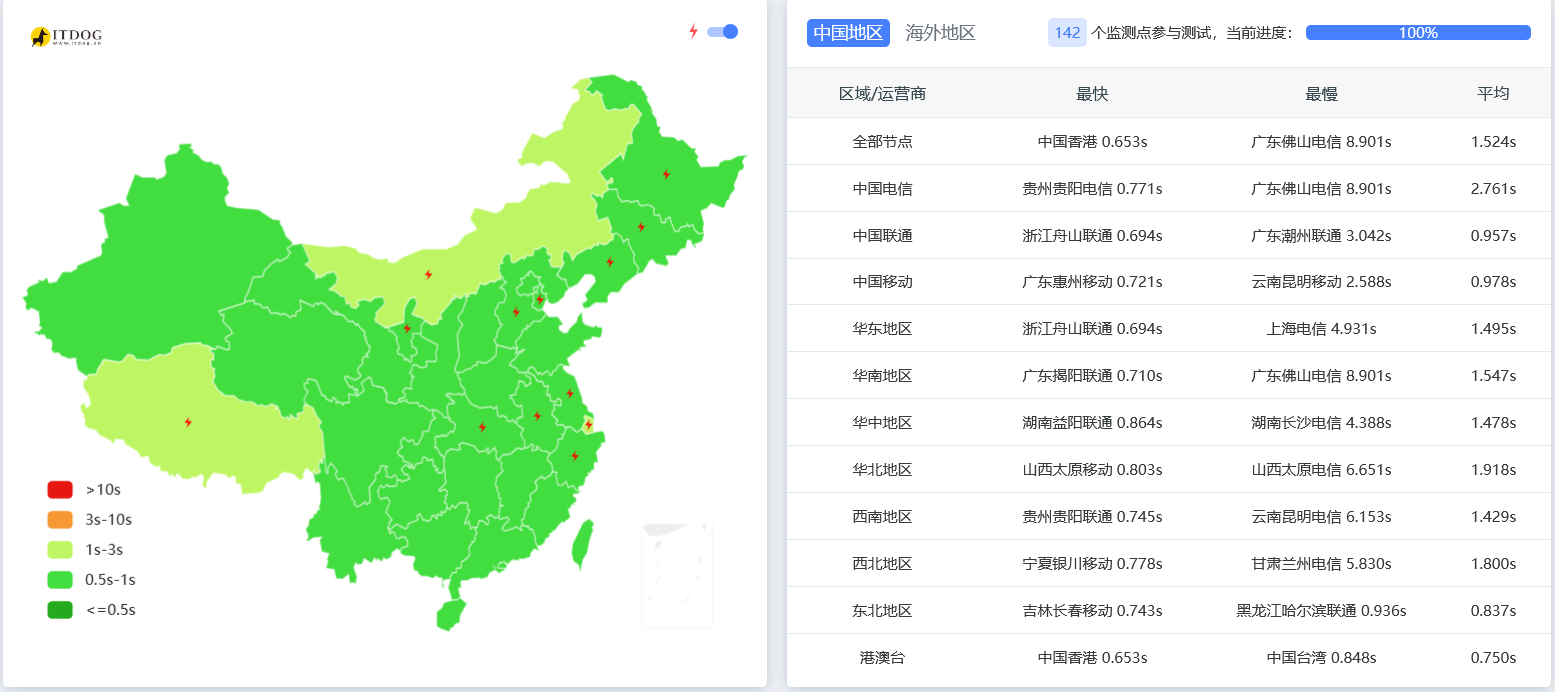 ITDOG
www.itdog.cn
>10s
3s-10s
1s-3s
0.5s-1s
<=0.5s
中国地区 海外地区 142 个监测点参与测试，当前进度： 100%
区域/运营商 最快 最慢 平均
全部节点 中国香港 0.653s 广东佛山电信 8.901s 1.524s
中国电信 贵州贵阳电信 0.771s 广东佛山电信 8.901s 2.761s
中国联通 浙江舟山联通 0.694s 广东潮州联通 3.042s 0.957s
中国移动 广东惠州移动 0.721s 云南昆明移动 2.588s 0.978s
华东地区 浙江舟山联通 0.694s 上海电信 4.931s 1.495s
华南地区 广东揭阳联通 0.710s 广东佛山电信 8.901s 1.547s
华中地区 湖南益阳联通 0.864s 湖南长沙电信 4.388s 1.478s
华北地区 山西太原移动 0.803s 山西太原电信 6.651s 1.918s
西南地区 贵州贵阳联通 0.745s 云南昆明电信 6.153s 1.429s
西北地区 宁夏银川移动 0.778s 甘肃兰州电信 5.830s 1.800s
东北地区 吉林长春移动 0.743s 黑龙江哈尔滨联通 0.936s 0.837s
港澳台 中国香港 0.653s 中国台湾 0.848s 0.750s